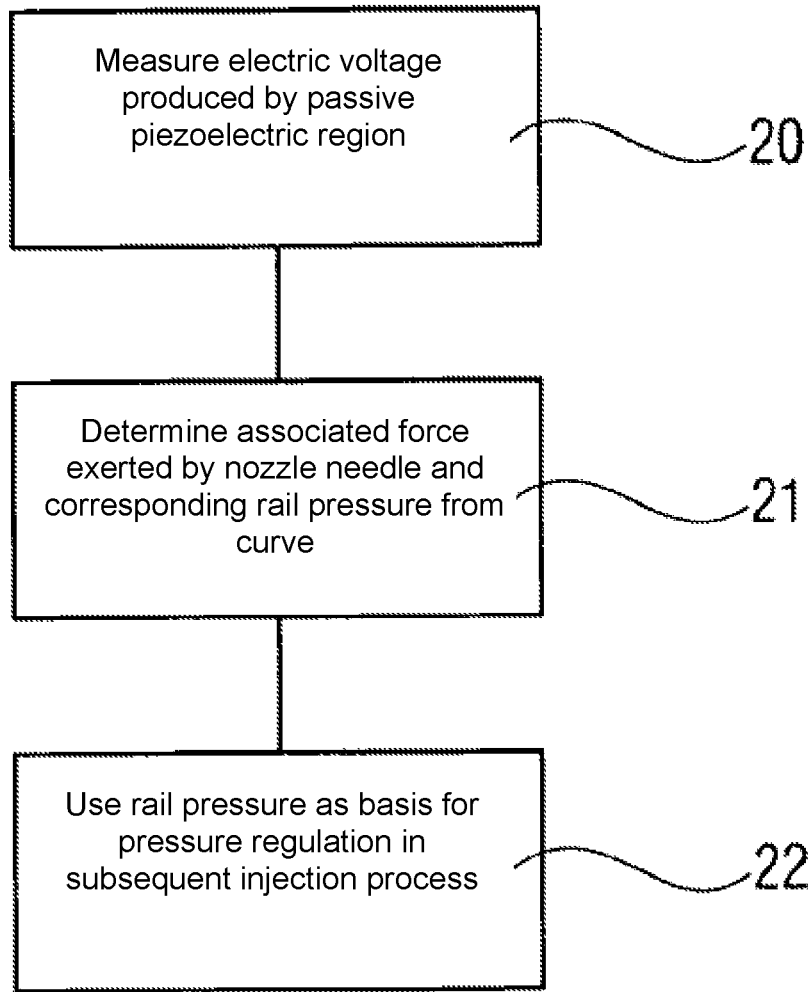 Measure electric voltage
produced by passive
piezoelectric region
20
Determine associated force
exerted by nozzle needle and
corresponding rail pressure from
curve
21
Use rail pressure as basis for
pressure regulation in
subsequent injection process
22